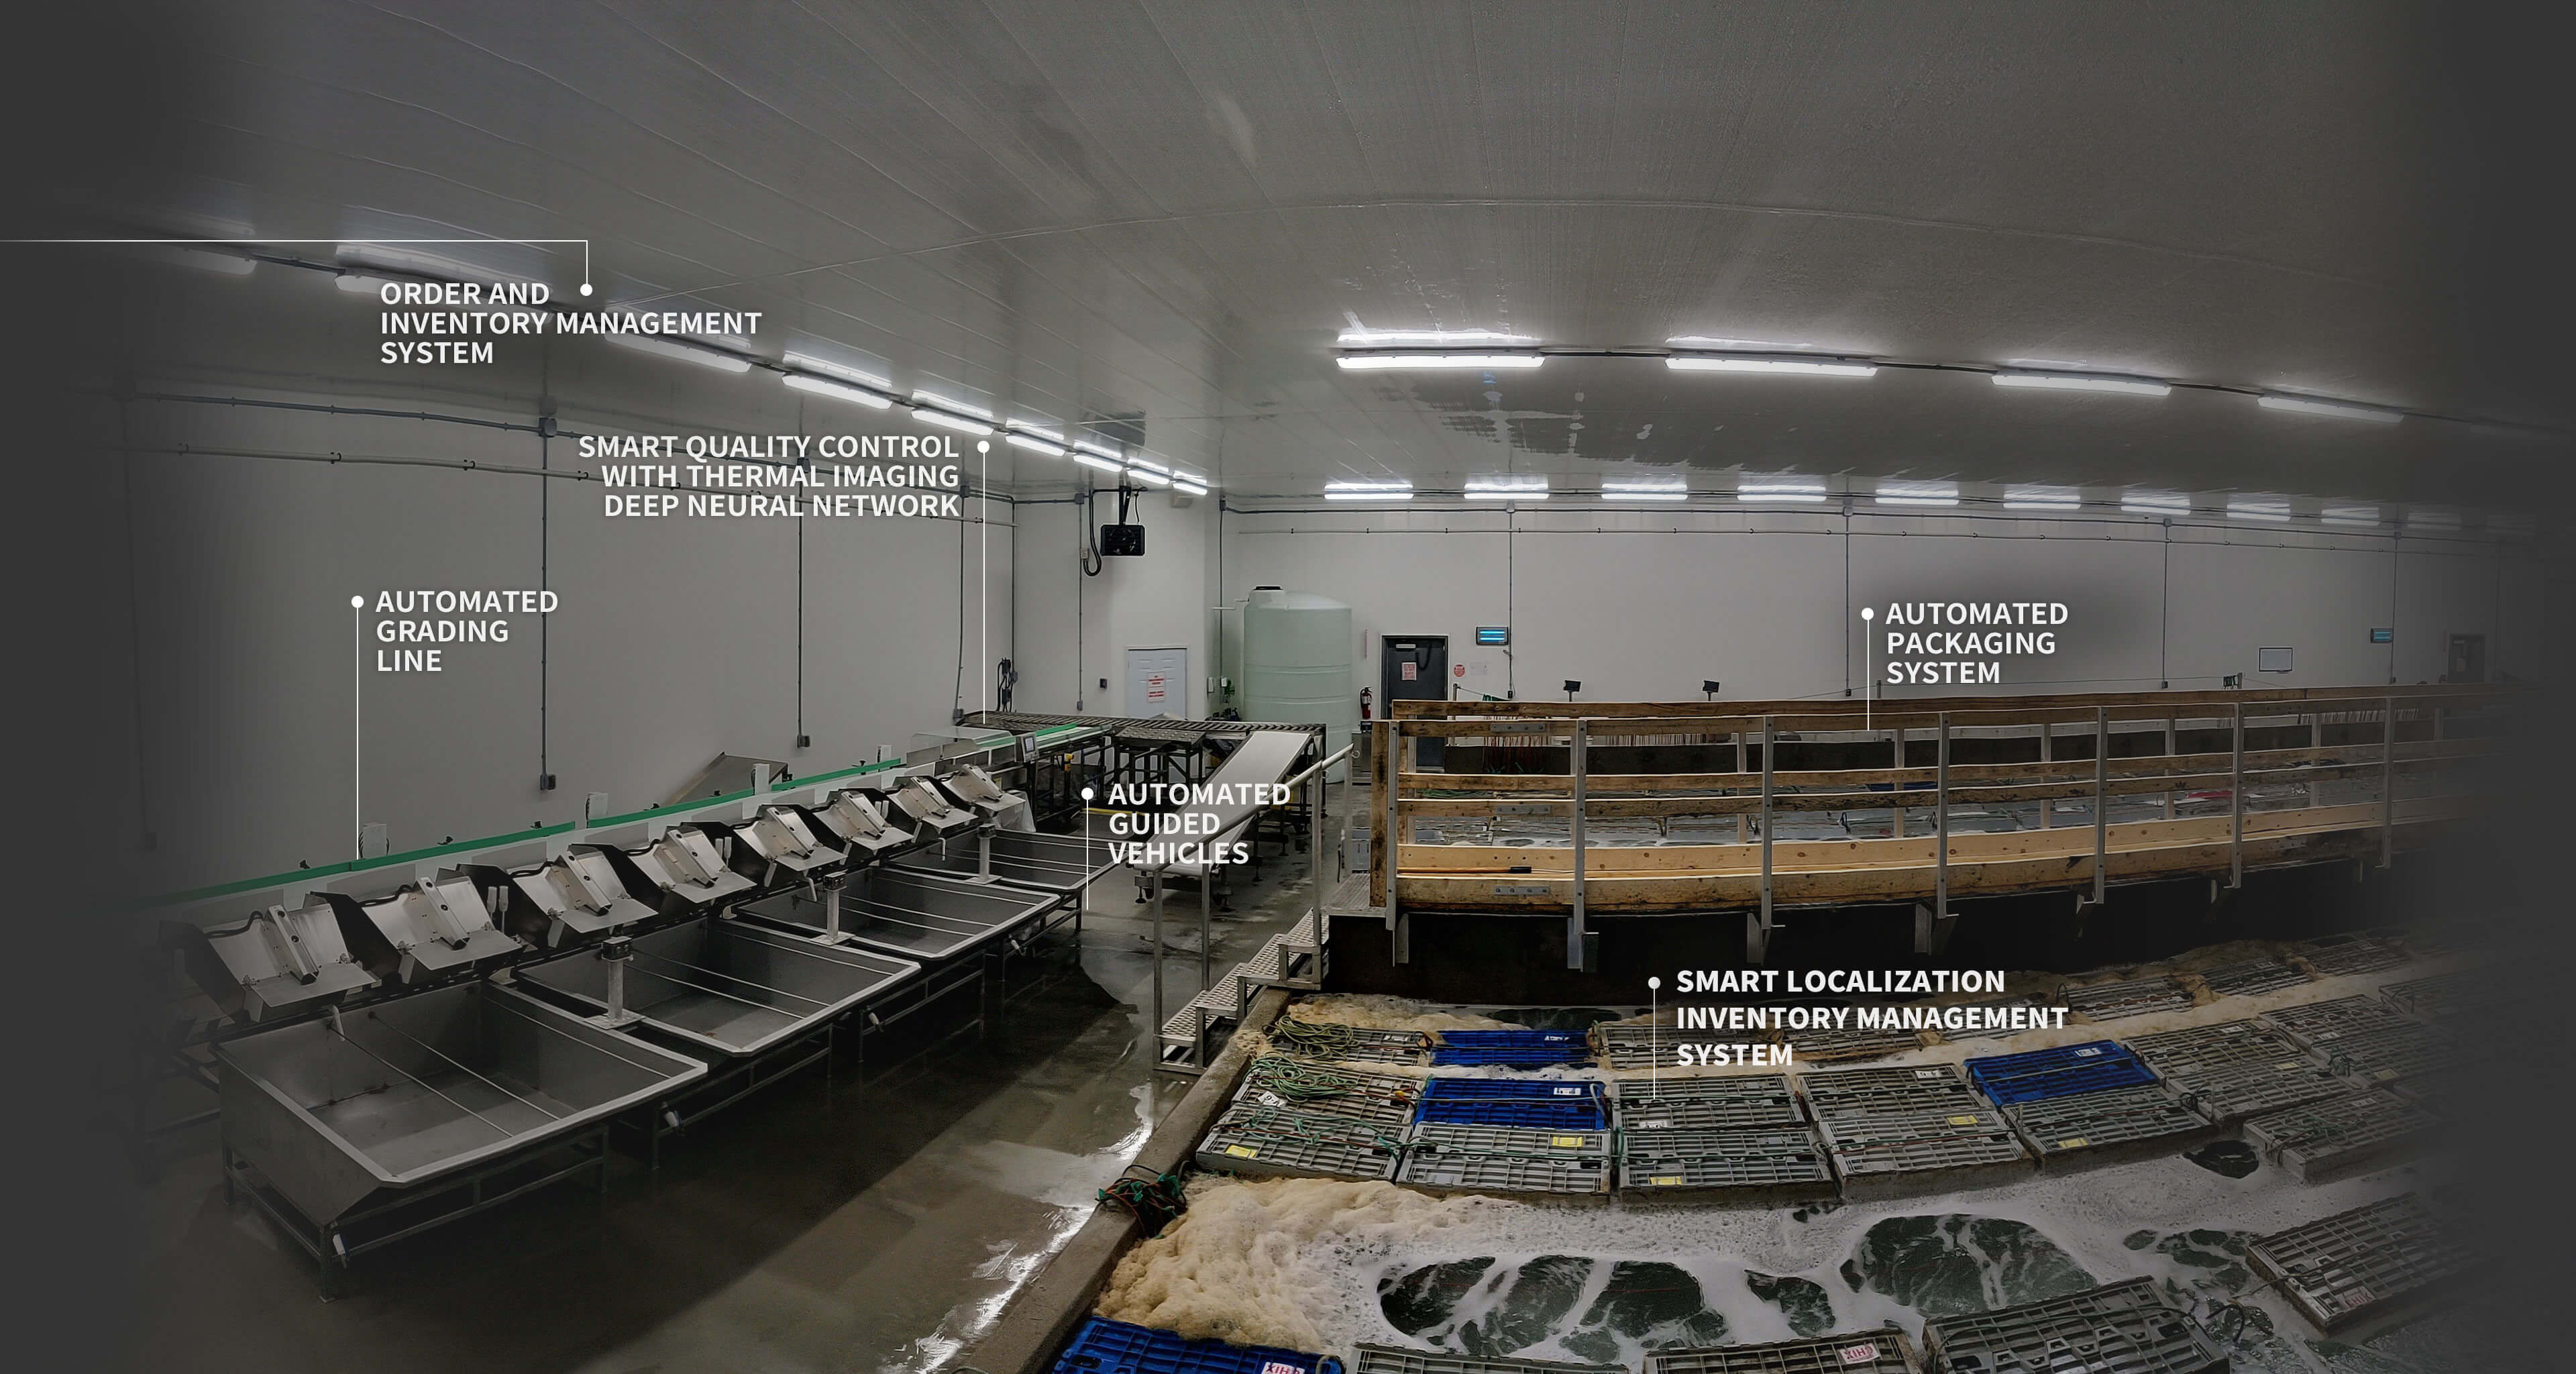 ORDER AND
INVENTORY MANAGEMENT
SYSTEM
SMART QUALITY CONTROL
WITH THERMAL IMAGING
DEEP NEURAL NETWORK
AUTOMATED
GRADING
LINE
AUTOMATED
PACKAGING
SYSTEM
AUTOMATED
GUIDED
VEHICLES
SMART LOCALIZATION
INVENTORY MANAGEMENT
SYSTEM